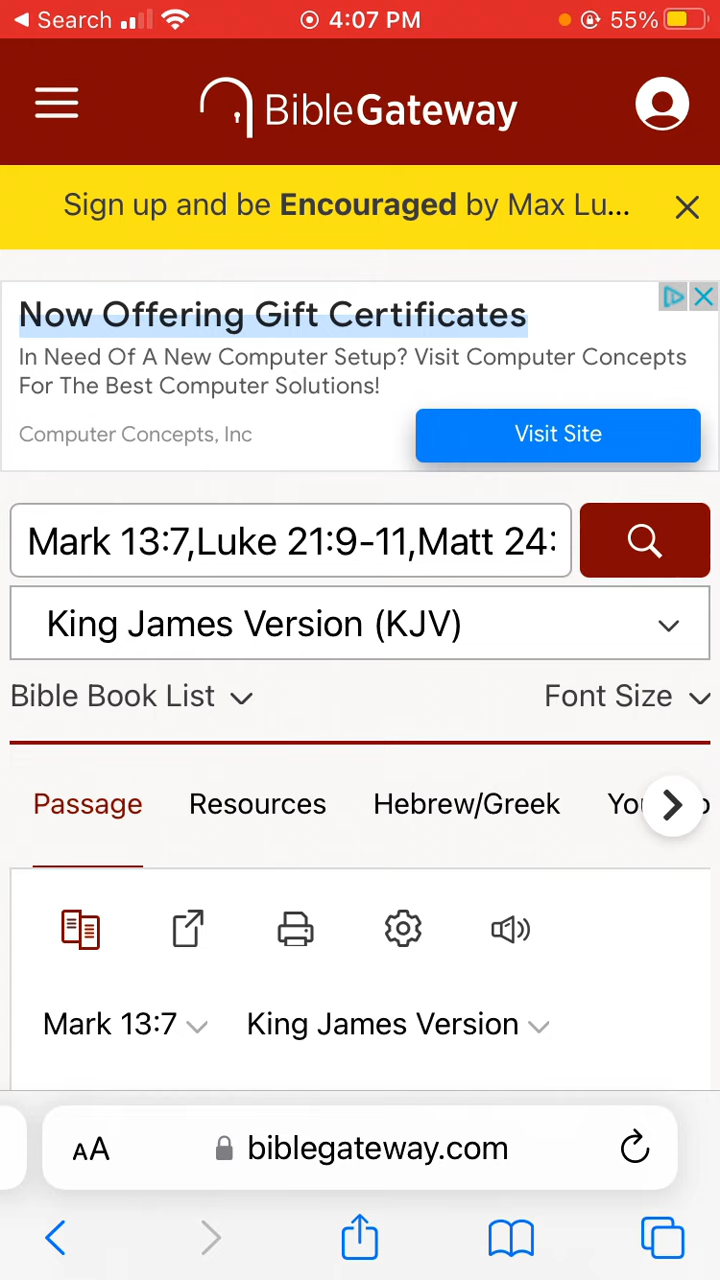 Search 4:07 PM 55%
BibleGateway
Sign up and be Encouraged by Max Lu...
Now Offering Gift Certificates
In Need Of A New Computer Setup? Visit Computer Concepts
For The Best Computer Solutions!
Computer Concepts, Inc Visit Site
Mark 13:7,Luke 21:9-11,Matt 24:
King James Version (KJV)
Bible Book List Font Size
Passage Resources Hebrew/Greek
Mark 13:7 King James Version
AA biblegateway.com